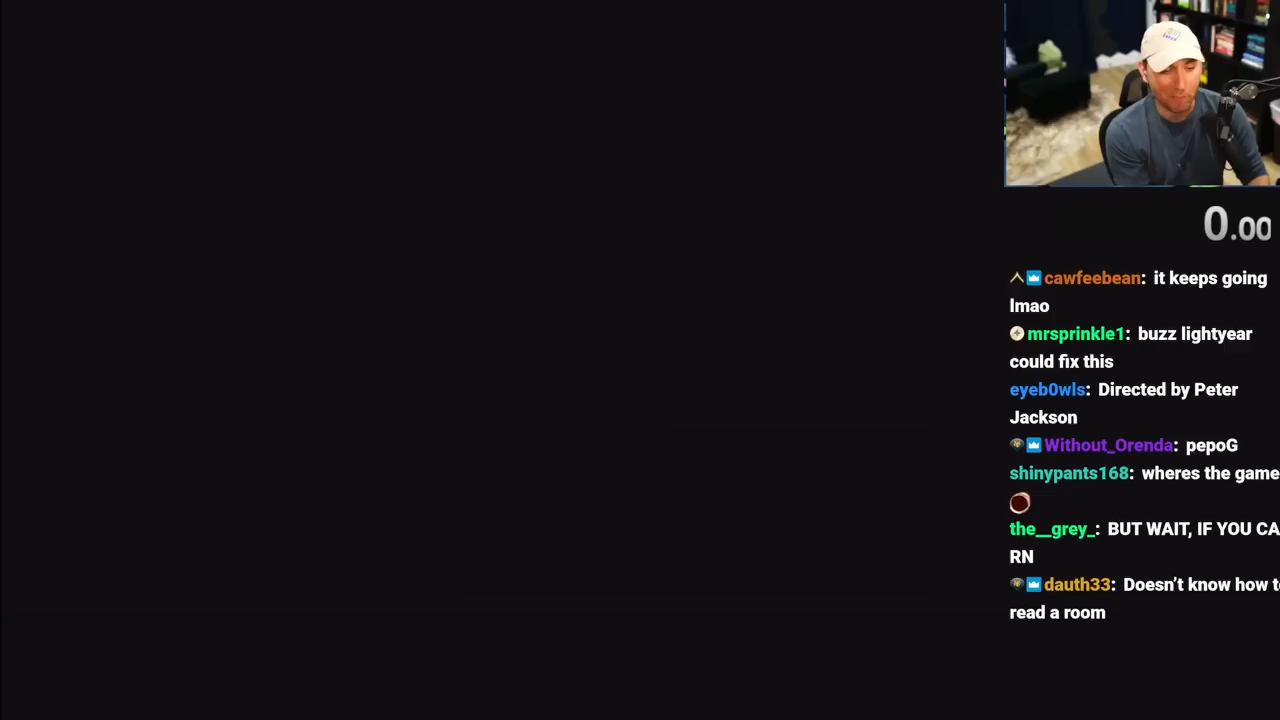 0.00
cawfeebean: it keeps going
lmao
mrsprinkle1: buzz lightyear
could fix this
eyeb0wls: Directed by Peter
Jackson
Without_Orenda: pepoG
shinypants168: wheres the game
the__grey_: BUT WAIT, IF YOU CA
RN
dauth33: Doesn’t know how to
read a room